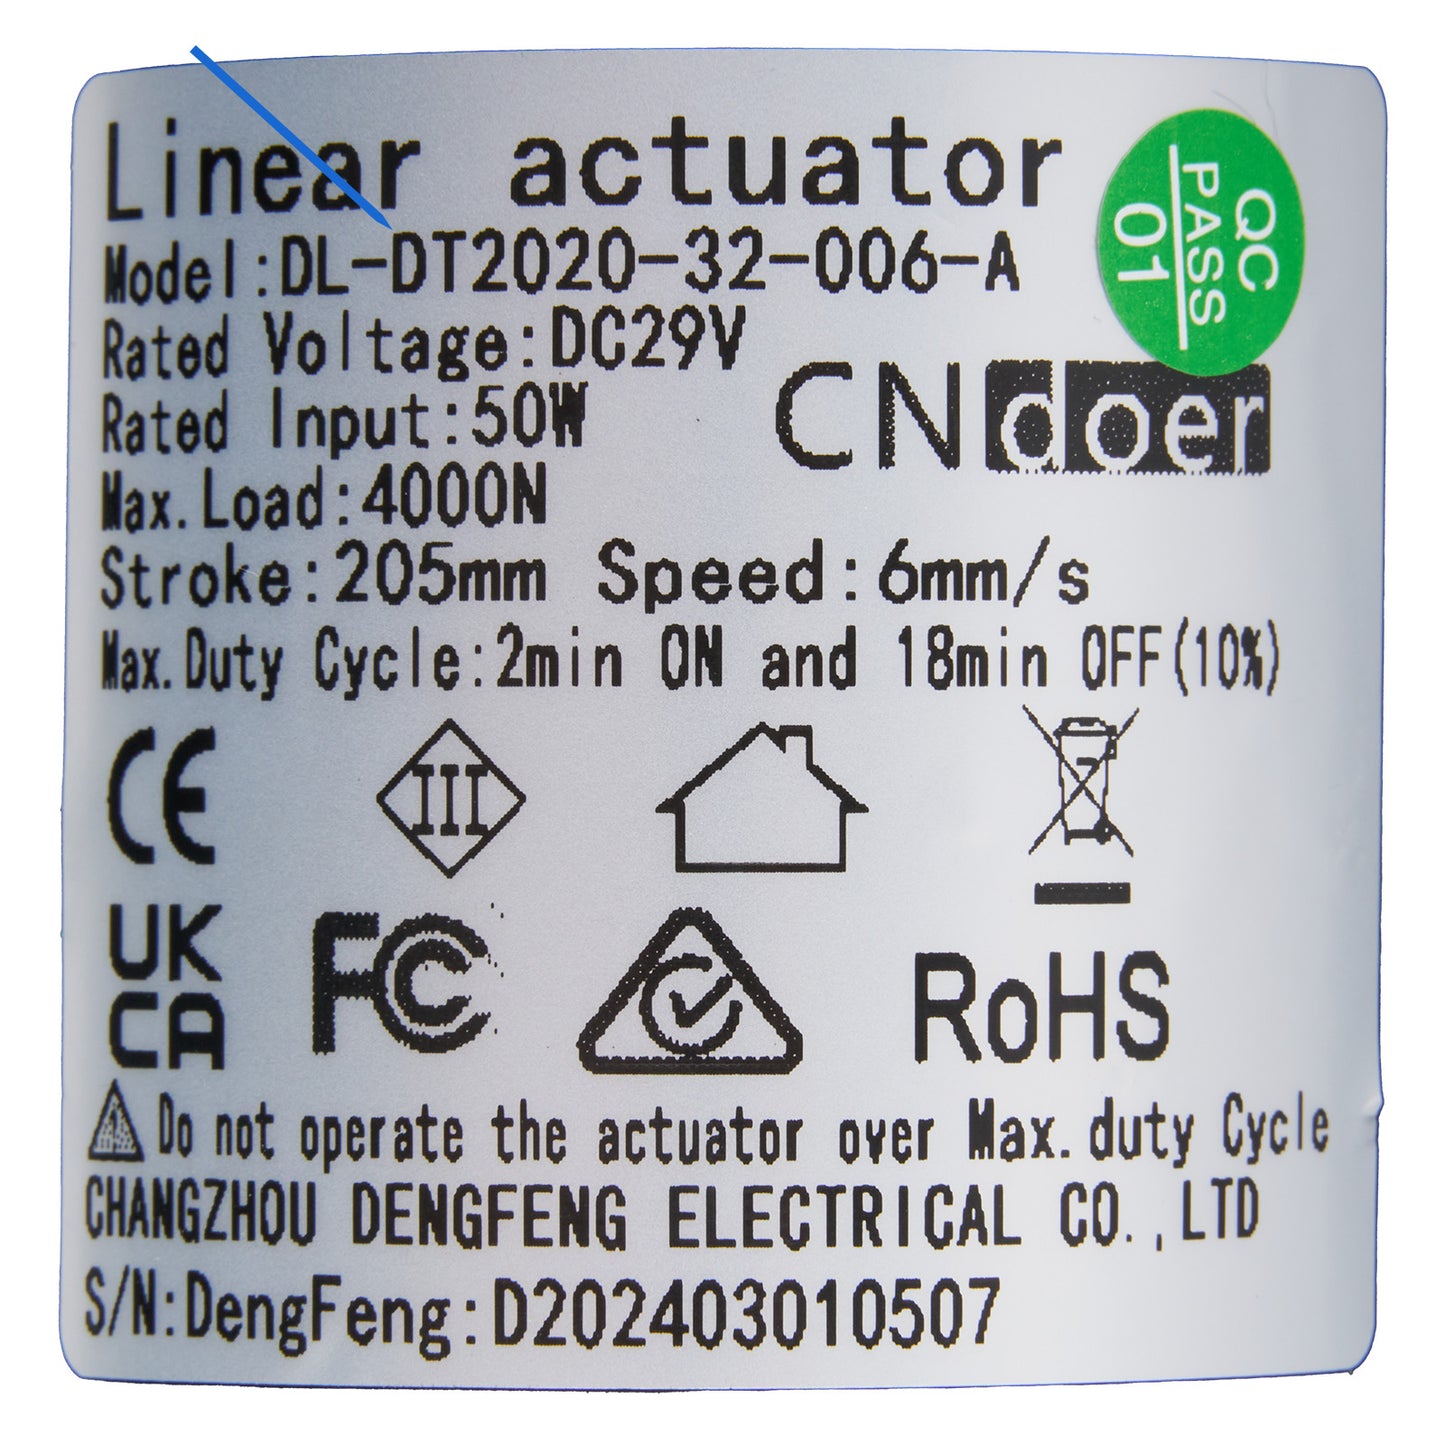 Linear actuator
Model:DL-DT2020-32-006-A
Rated Voltage:DC29V
Rated Input:50W
Max.Load:4000N
Stroke:205mm Speed:6mm/s
Max.Duty Cycle:2min ON and 18min OFF(10%)
QC
PASS
01
CNdoer
CE
III
UK
CA
FC
RoHS
Do not operate the actuator over Max.duty Cycle
CHANGZHOU DENGFENG ELECTRICAL CO.,LTD
S/N:DengFeng:D202403010507